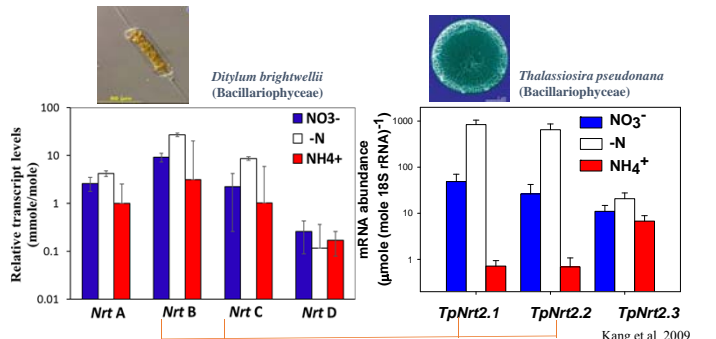 Ditylum brightwellii
(Bacillariophyceae)
Relative transcript levels
(mmole/mole)
100
10
1
0.1
0.01
NO3-
-N
NH4+
Nrt A
Nrt B
Nrt C
Nrt D
Thalassiosira pseudonana
(Bacillariophyceae)
mRNA abundance
(µmole (mole 18S rRNA)⁻¹)
1000
100
10
1
NO₃⁻
-N
NH₄⁺
TpNrt2.1
TpNrt2.2
TpNrt2.3
Kang et al. 2009